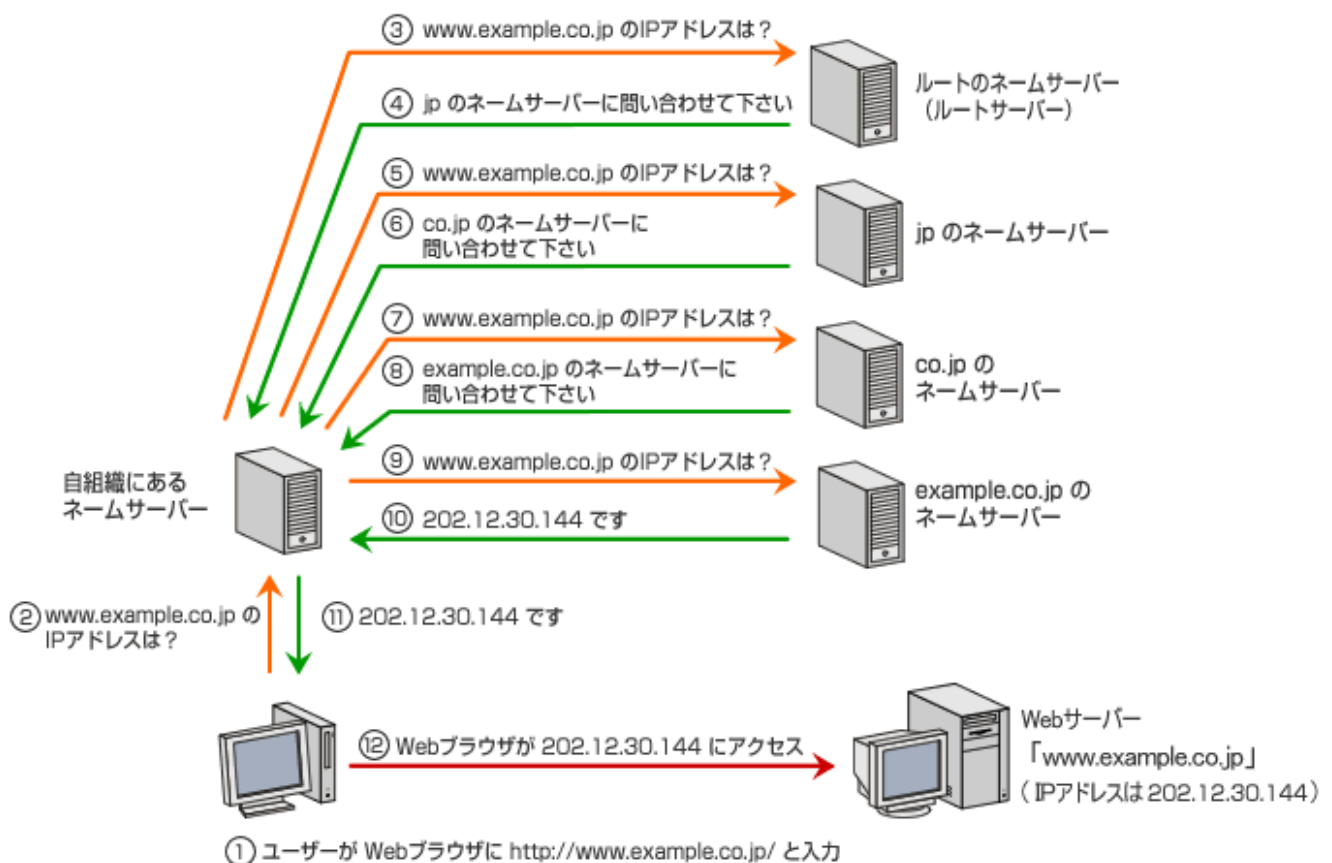 ③ www.example.co.jp のIPアドレスは？
ルートのネームサーバー
（ルートサーバー）
④ jp のネームサーバーに問い合わせて下さい
⑤ www.example.co.jp のIPアドレスは？
⑥ co.jp のネームサーバーに
問い合わせて下さい
jp のネームサーバー
⑦ www.example.co.jp のIPアドレスは？
⑧ example.co.jp のネームサーバーに
問い合わせて下さい
co.jp の
ネームサーバー
自組織にある
ネームサーバー
⑨ www.example.co.jp のIPアドレスは？
⑩ 202.12.30.144 です
example.co.jp の
ネームサーバー
② www.example.co.jp の
IPアドレスは？
⑪ 202.12.30.144 です
⑫ Webブラウザが 202.12.30.144 にアクセス
Webサーバー
「www.example.co.jp」
（ IPアドレスは 202.12.30.144）
① ユーザーが Webブラウザに http://www.example.co.jp/ と入力